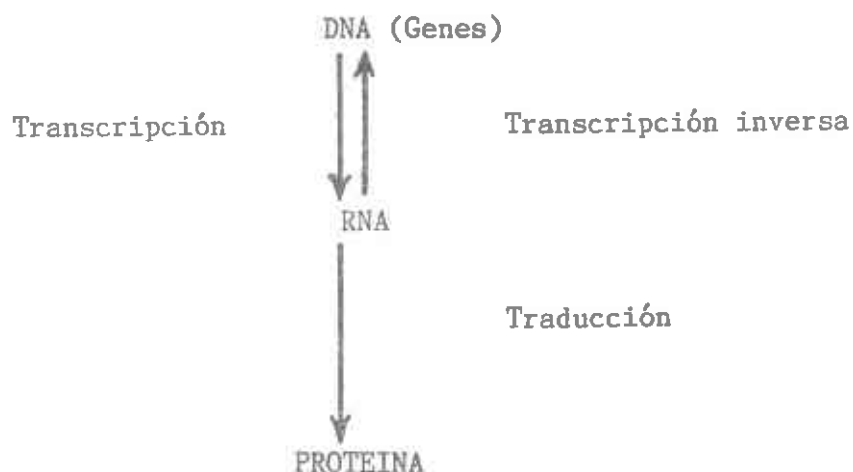 DNA (Genes)
Transcripción
Transcripción inversa
RNA
Traducción
PROTEINA